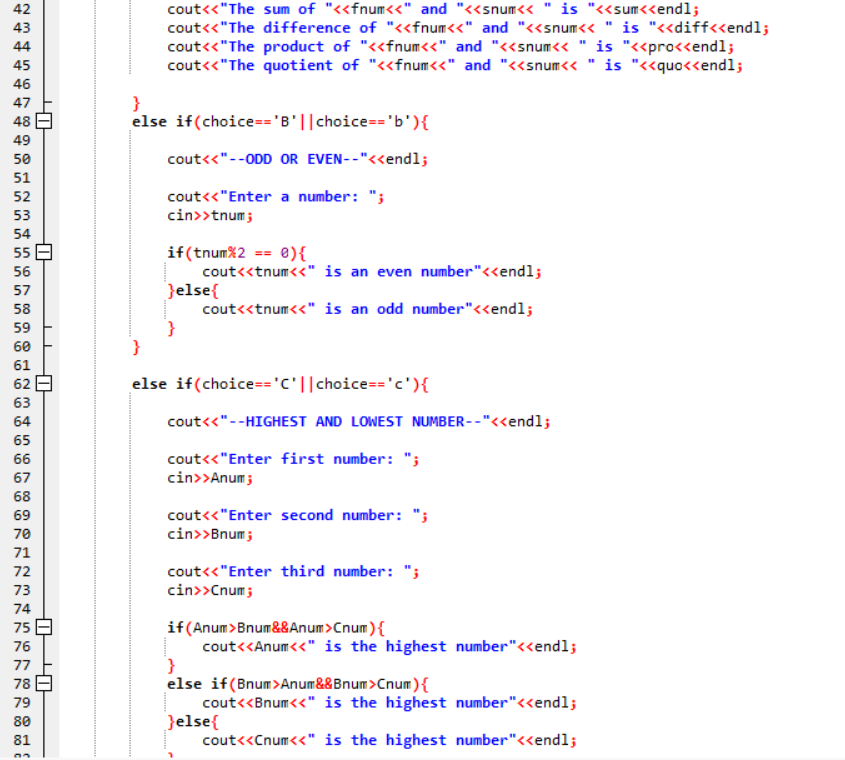 42 cout<<"The sum of "<<fnum<<" and "<<snum<< " is "<<sum<<endl;
43 cout<<"The difference of "<<fnum<<" and "<<snum<< " is "<<diff<<endl;
44 cout<<"The product of "<<fnum<<" and "<<snum<< " is "<<pro<<endl;
45 cout<<"The quotient of "<<fnum<<" and "<<snum<< " is "<<quo<<endl;
46
47 }
48 else if(choice=='B'||choice=='b'){
49
50 cout<<"--ODD OR EVEN--"<<endl;
51
52 cout<<"Enter a number: ";
53 cin>>tnum;
54
55 if(tnum%2 == 0){
56 cout<<tnum<<" is an even number"<<endl;
57 }else{
58 cout<<tnum<<" is an odd number"<<endl;
59 }
60 }
61
62 else if(choice=='C'||choice=='c'){
63
64 cout<<"--HIGHEST AND LOWEST NUMBER--"<<endl;
65
66 cout<<"Enter first number: ";
67 cin>>Anum;
68
69 cout<<"Enter second number: ";
70 cin>>Bnum;
71
72 cout<<"Enter third number: ";
73 cin>>Cnum;
74
75 if(Anum>Bnum&&Anum>Cnum){
76 cout<<Anum<<" is the highest number"<<endl;
77 }
78 else if(Bnum>Anum&&Bnum>Cnum){
79 cout<<Bnum<<" is the highest number"<<endl;
80 }else{
81 cout<<Cnum<<" is the highest number"<<endl;